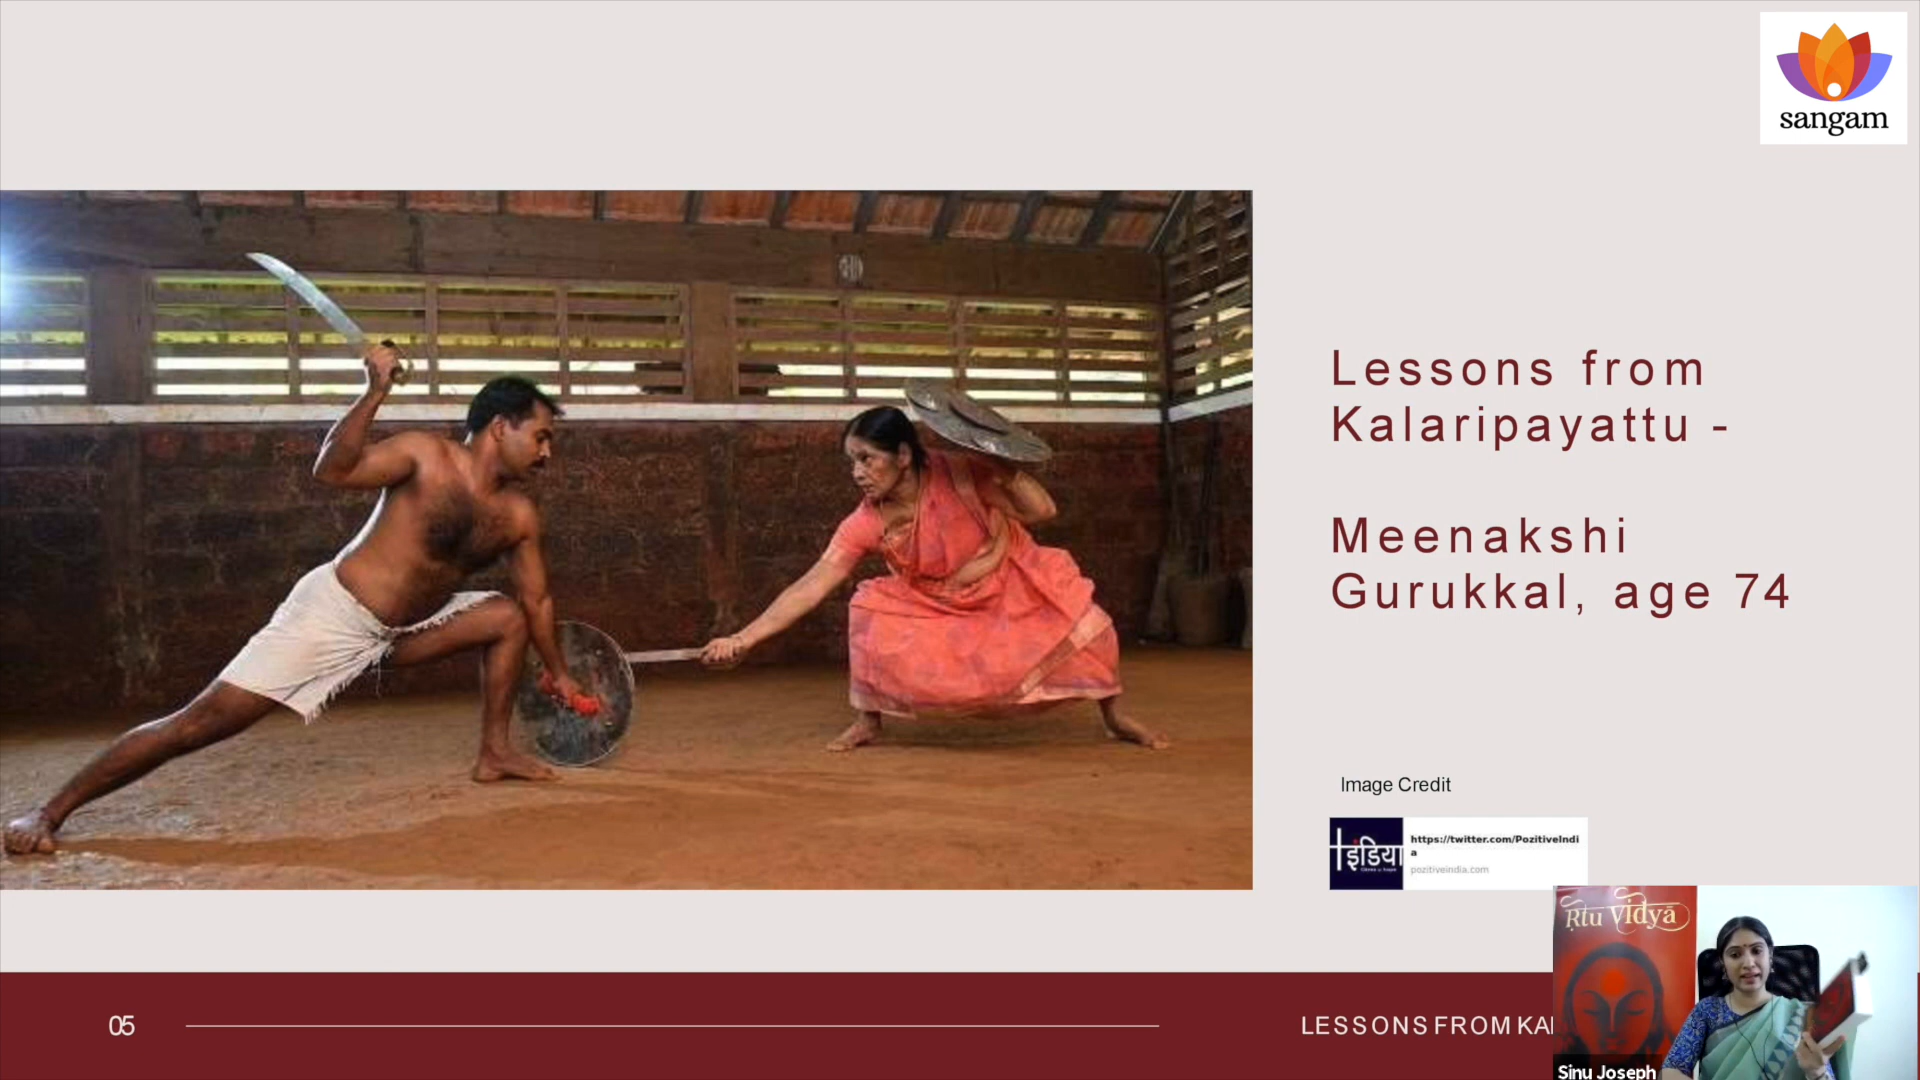 sangam
Lessons from
Kalaripayattu -
Meenakshi
Gurukkal, age 74
Image Credit
इंडिया
https://twitter.com/PozitiveIndi
a
pozitiveindia.com
Ṛtu Vidyā
05
LESSONS FROM KAL
Sinu Joseph